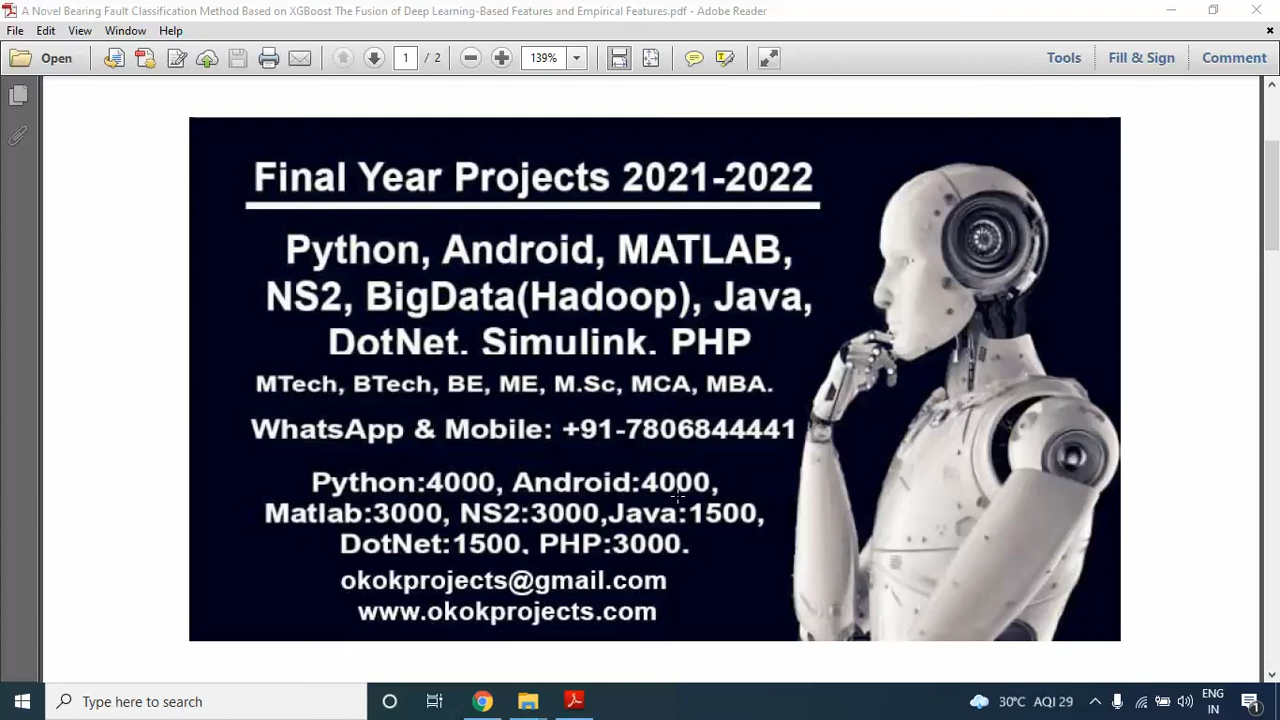 A Novel Bearing Fault Classification Method Based on XGBoost The Fusion of Deep Learning-Based Features and Empirical Features.pdf - Adobe Reader
File Edit View Window Help
Open 1 / 2 139% Tools Fill & Sign Comment
Final Year Projects 2021-2022
Python, Android, MATLAB,
NS2, BigData(Hadoop), Java,
DotNet. Simulink. PHP
MTech, BTech, BE, ME, M.Sc, MCA, MBA.
WhatsApp & Mobile: +91-7806844441
Python:4000, Android:4000,
Matlab:3000, NS2:3000,Java:1500,
DotNet:1500, PHP:3000.
okokprojects@gmail.com
www.okokprojects.com
Type here to search 30°C AQI 29 ENG
IN 1